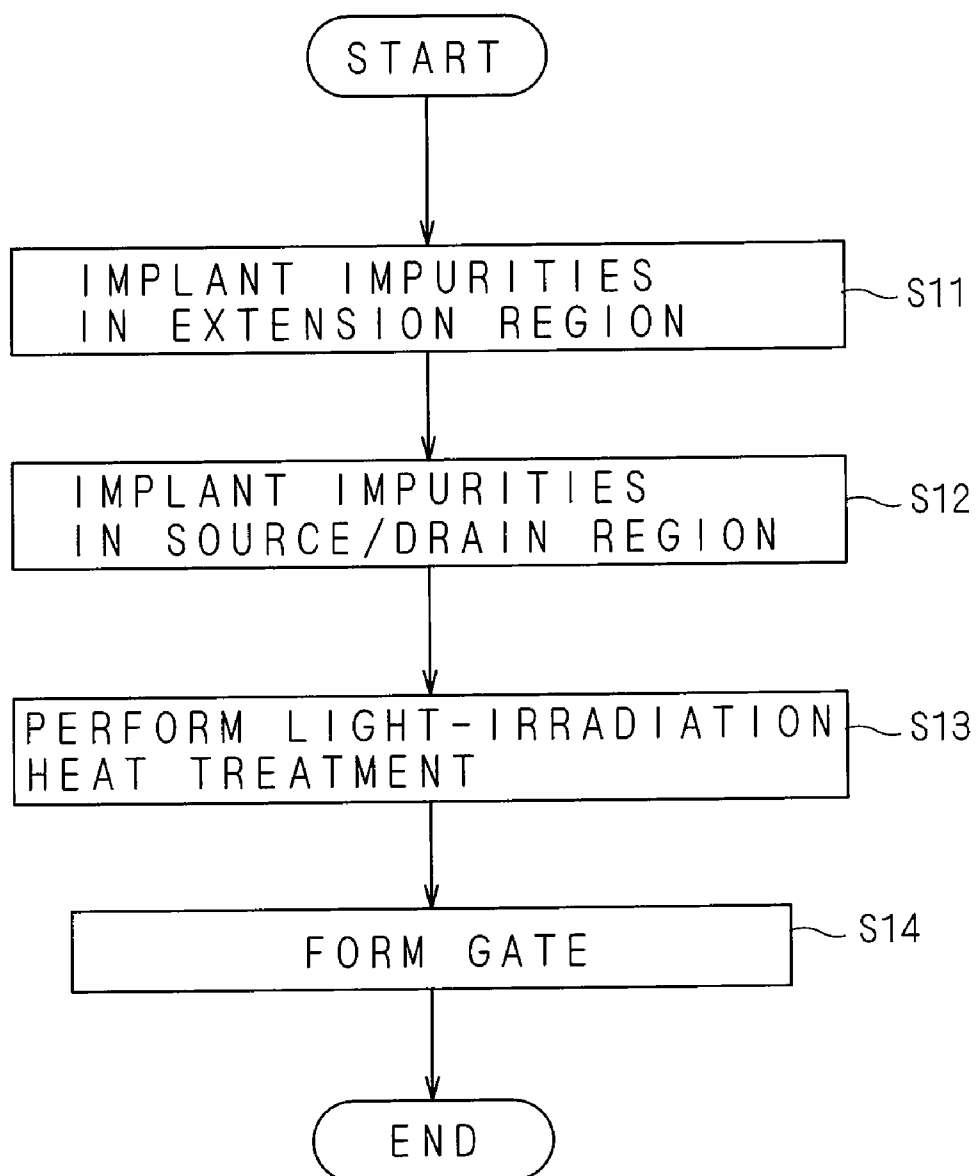 START
IMPLANT IMPURITIES
IN EXTENSION REGION
S11
IMPLANT IMPURITIES
IN SOURCE/DRAIN REGION
S12
PERFORM LIGHT-IRRADIATION
HEAT TREATMENT
S13
FORM GATE
S14
END